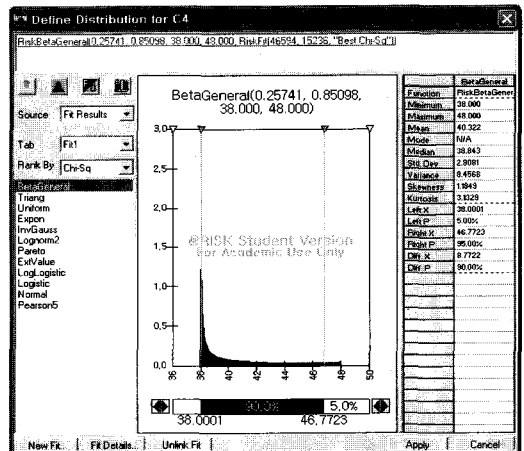 Define Distribution for C4
RiskBetaGeneral(0.25741, 0.85098, 38.000, 48.000, RiskFit(46594, 15236, "Best Chi-Sq"))
Source Fit Results
Tab Fit1
Rank By Chi-Sq
BetaGeneral
Triang
Uniform
Expon
InvGauss
Lognorm2
Pareto
ExtValue
LogLogistic
Logistic
Normal
Pearson5
BetaGeneral(0.25741, 0.85098,
38.000, 48.000)
3,0
2,5
2,0
1,5
1,0
0,5
0,0
@RISK Student Version
For Academic Use Only
36 38 40 42 44 46 48 50
90.0% 5.0%
38.0001 46.7723
BetaGeneral
Function RiskBetaGener
Minimum 38.000
Maximum 48.000
Mean 40.322
Mode N/A
Median 38.843
Std. Dev 2.9081
Variance 8.4568
Skewness 1.1849
Kurtosis 3.1329
Left X 38.0001
Left P 5.00%
Right X 46.7723
Right P 95.00%
Diff. X 8.7722
Diff. P 90.00%
New Fit... Fit Details... Unlink Fit Apply Cancel